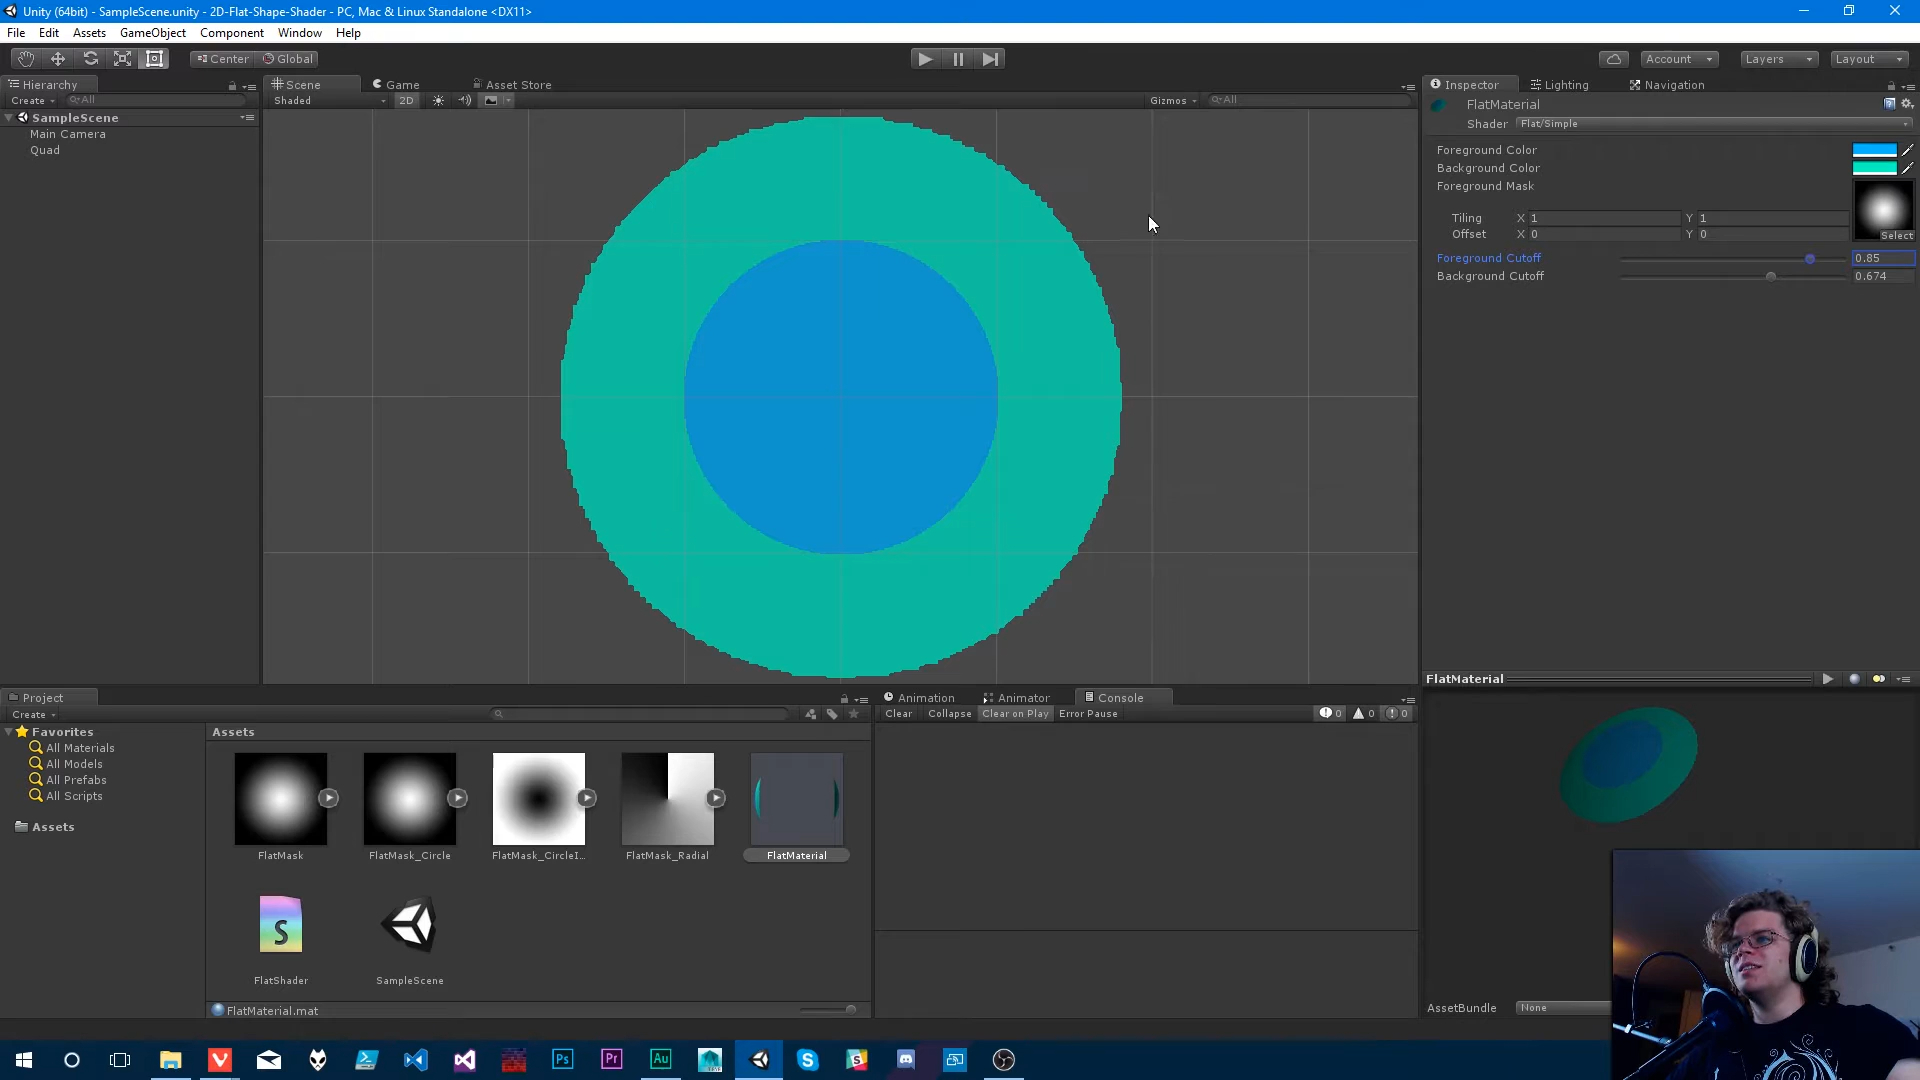 Unity (64bit) - SampleScene.unity - 2D-Flat-Shape-Shader - PC, Mac & Linux Standalone <DX11>
File Edit Assets GameObject Component Window Help
Center Global Account Layers Layout
Hierarchy Scene Game Asset Store Inspector Lighting Navigation
Create All Shaded 2D Gizmos All
SampleScene
Main Camera
Quad
FlatMaterial
Shader Flat/Simple
Foreground Color
Background Color
Foreground Mask
Tiling X 1 Y 1
Offset X 0 Y 0
Select
Foreground Cutoff 0.85
Background Cutoff 0.674
FlatMaterial
Project
Create
Favorites
All Materials
All Models
All Prefabs
All Scripts
Assets
Assets
FlatMask FlatMask_Circle FlatMask_CircleI... FlatMask_Radial FlatMaterial
S
FlatShader SampleScene
FlatMaterial.mat
Animation Animator Console
Clear Collapse Clear on Play Error Pause 0 0 0
AssetBundle None
Ps Pr Au